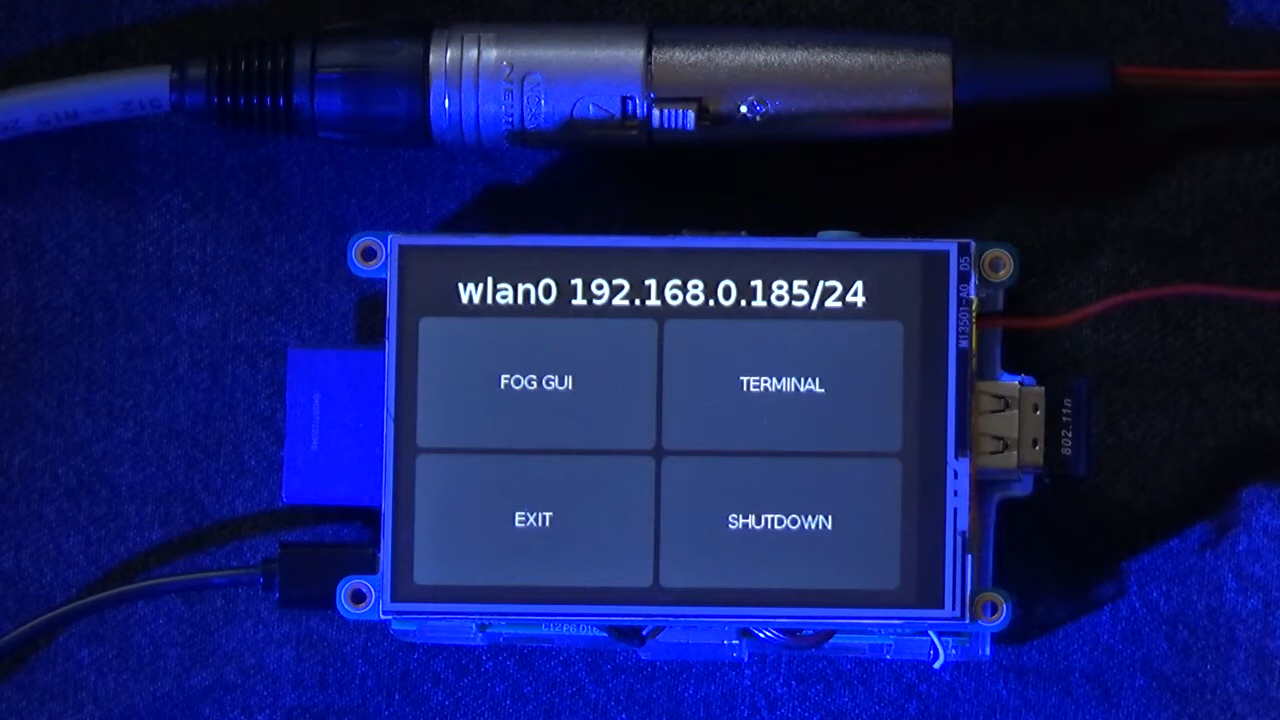 wlan0 192.168.0.185/24
FOG GUI
TERMINAL
EXIT
SHUTDOWN
802.11n